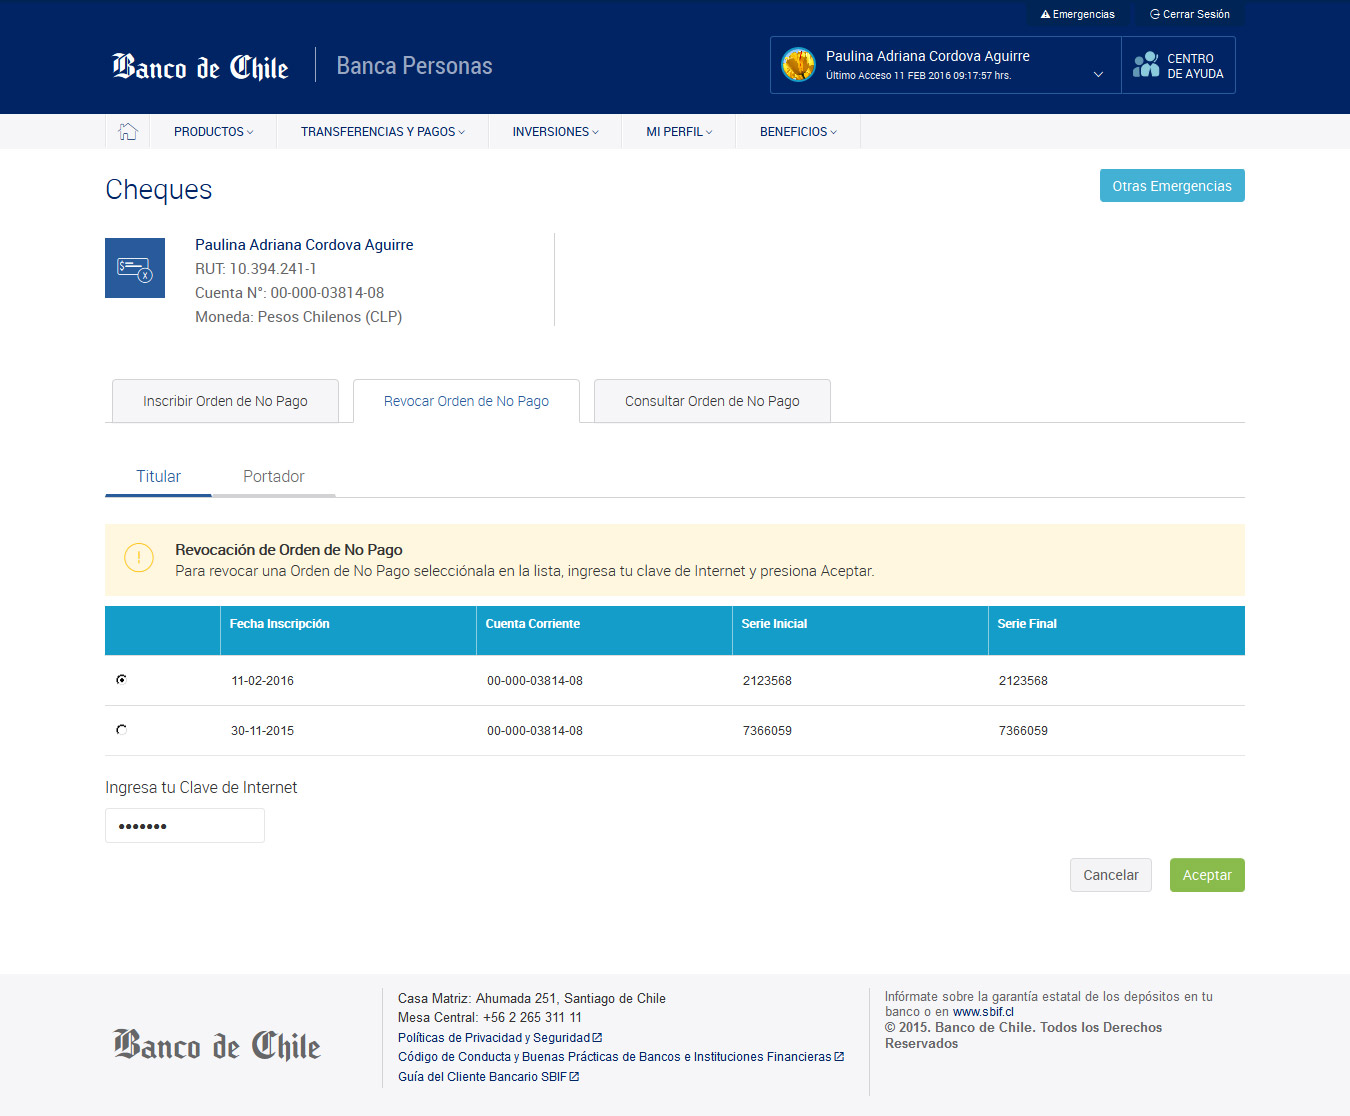 Emergencias
Cerrar Sesión
Banco de Chile
Banca Personas
Paulina Adriana Cordova Aguirre
Último Acceso 11 FEB 2016 09:17:57 hrs.
CENTRO
DE AYUDA
PRODUCTOS
TRANSFERENCIAS Y PAGOS
INVERSIONES
MI PERFIL
BENEFICIOS
Cheques
Otras Emergencias
Paulina Adriana Cordova Aguirre
RUT: 10.394.241-1
Cuenta N°: 00-000-03814-08
Moneda: Pesos Chilenos (CLP)
Inscribir Orden de No Pago
Revocar Orden de No Pago
Consultar Orden de No Pago
Titular
Portador
Revocación de Orden de No Pago
Para revocar una Orden de No Pago selecciónala en la lista, ingresa tu clave de Internet y presiona Aceptar.
Fecha Inscripción Cuenta Corriente Serie Inicial Serie Final
11-02-2016 00-000-03814-08 2123568 2123568
30-11-2015 00-000-03814-08 7366059 7366059
Ingresa tu Clave de Internet
•••••••
Cancelar
Aceptar
Banco de Chile
Casa Matriz: Ahumada 251, Santiago de Chile
Mesa Central: +56 2 265 311 11
Políticas de Privacidad y Seguridad
Código de Conducta y Buenas Prácticas de Bancos e Instituciones Financieras
Guía del Cliente Bancario SBIF
Infórmate sobre la garantía estatal de los depósitos en tu
banco o en www.sbif.cl
© 2015. Banco de Chile. Todos los Derechos
Reservados